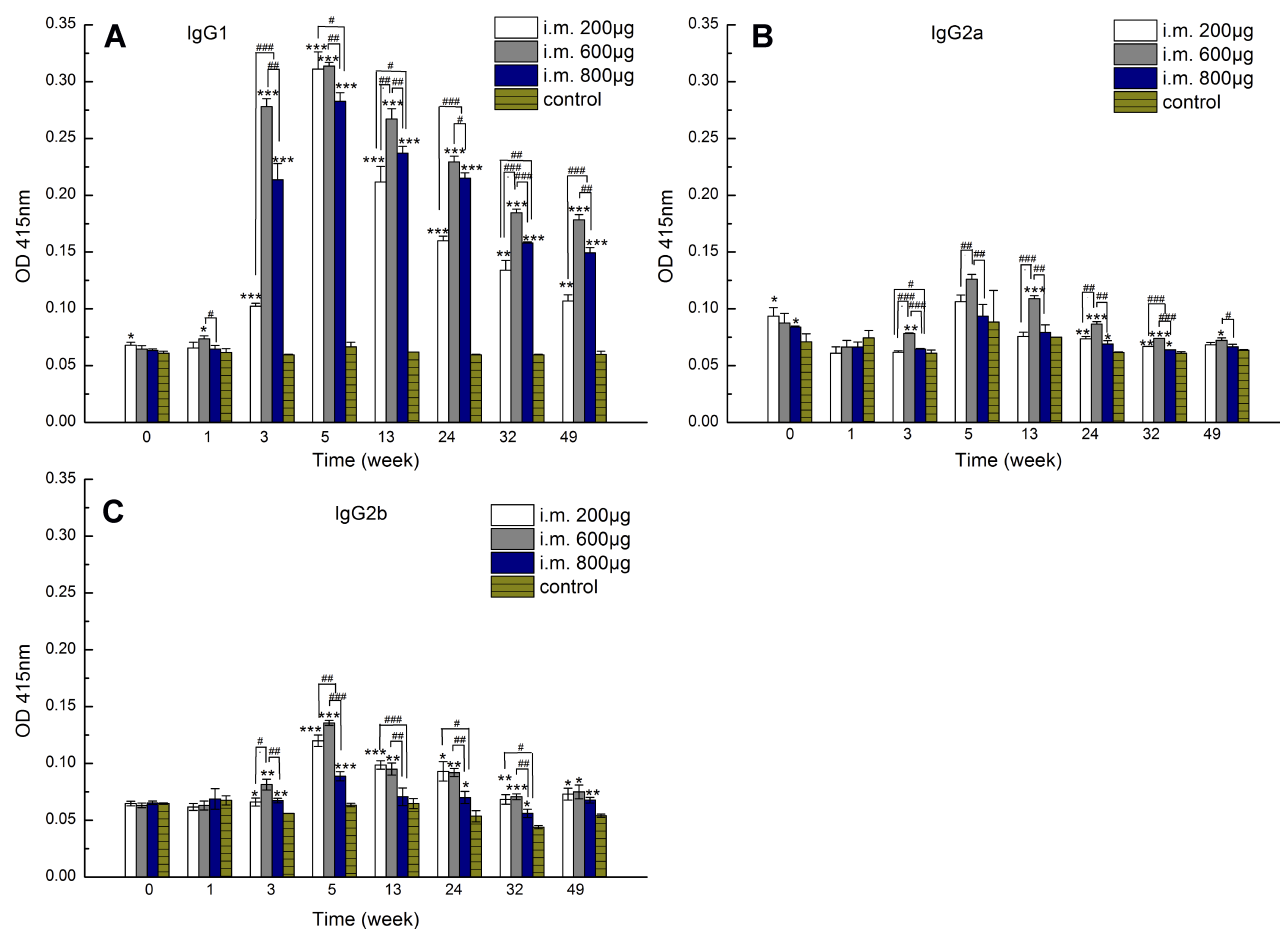 A
IgG1
i.m. 200µg
i.m. 600µg
i.m. 800µg
control
OD 415nm
0.35
0.30
0.25
0.20
0.15
0.10
0.05
0.00
* * # *** ### ## *** *** *** # ## *** *** *** # ## ## *** *** *** ### # *** *** ** ## ### ### *** *** ** ### ## *** ***
0 1 3 5 13 24 32 49
Time (week)
B
IgG2a
i.m. 200µg
i.m. 600µg
i.m. 800µg
control
OD 415nm
0.35
0.30
0.25
0.20
0.15
0.10
0.05
0.00
* * # ### ### ** ## ## ### ## *** ## ## ** *** * ### ### ** *** * # *
0 1 3 5 13 24 32 49
Time (week)
C
IgG2b
i.m. 200µg
i.m. 600µg
i.m. 800µg
control
OD 415nm
0.35
0.30
0.25
0.20
0.15
0.10
0.05
0.00
# ## * ** ** ## ### *** *** *** ### ## *** ** # ## * ** * # ## ** *** * * * **
0 1 3 5 13 24 32 49
Time (week)